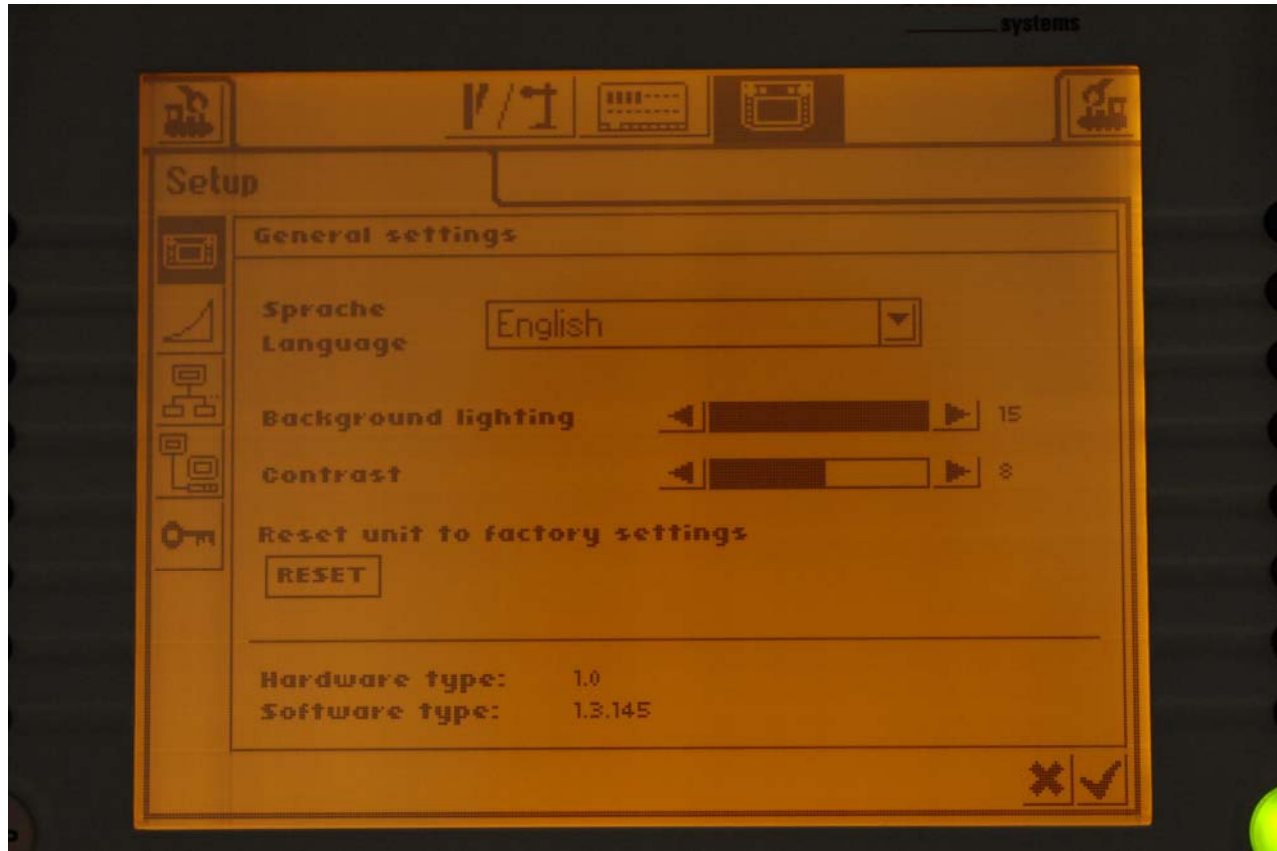 systems
Setup
General settings
Sprache
Language
English
Background lighting
15
Contrast
8
Reset unit to factory settings
RESET
Hardware type: 1.0
Software type: 1.3.145